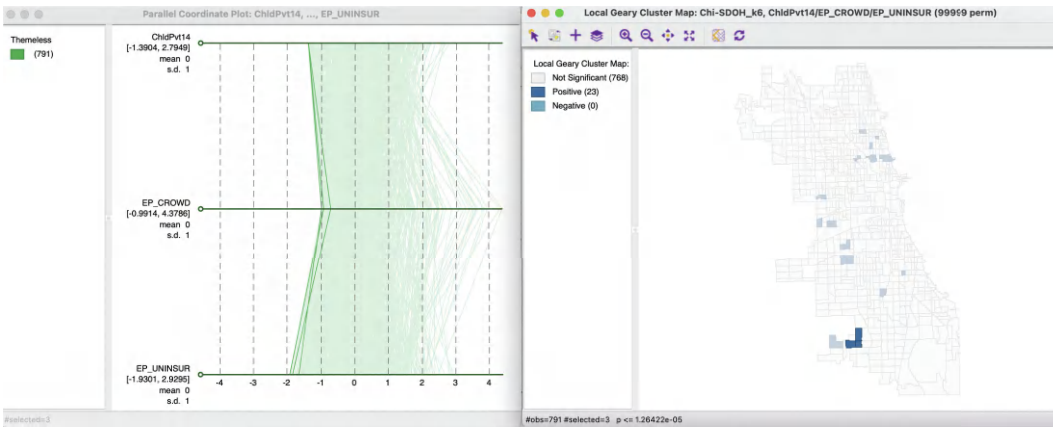 Parallel Coordinate Plot: ChldPvt14, ..., EP_UNINSUR
Themeless
(791)
ChldPvt14
[-1.3904, 2.7949]
mean 0
s.d. 1
EP_CROWD
[-0.9914, 4.3786]
mean 0
s.d. 1
EP_UNINSUR
[-1.9301, 2.9295]
mean 0
s.d. 1
-4 -3 -2 -1 0 1 2 3 4
#selected=3
Local Geary Cluster Map: Chi-SDOH_k6, ChldPvt14/EP_CROWD/EP_UNINSUR (99999 perm)
Local Geary Cluster Map:
Not Significant (768)
Positive (23)
Negative (0)
#obs=791 #selected=3 p <= 1.26422e-05